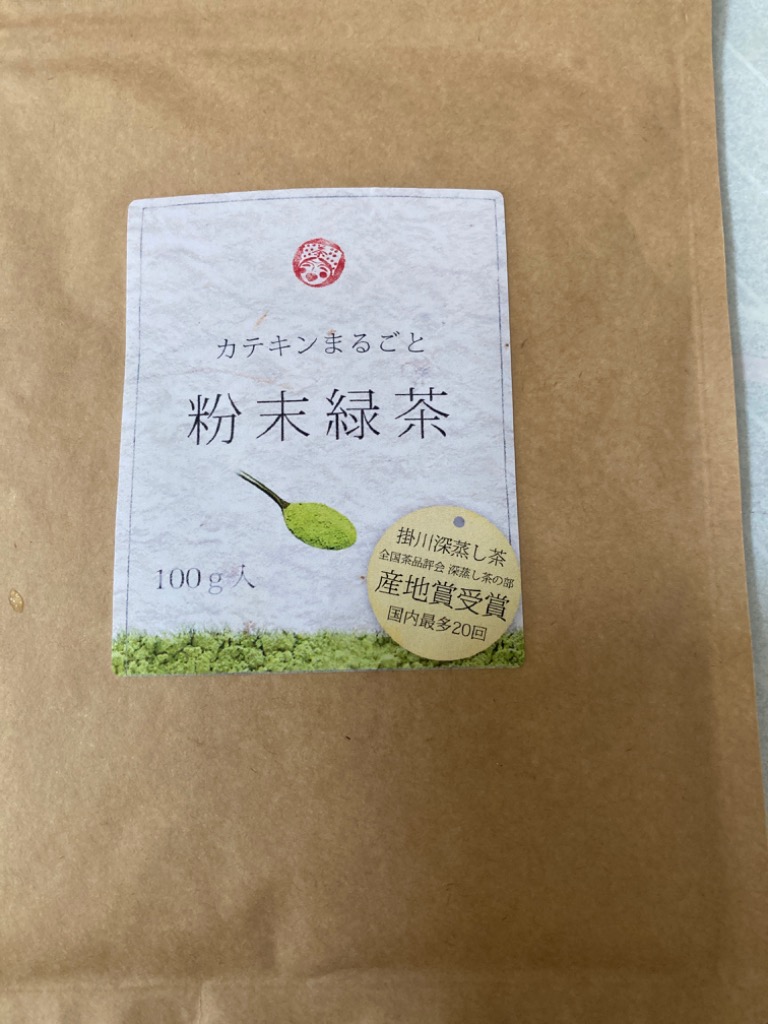 カテキンまるごと
粉末緑茶
100g入
掛川深蒸し茶
全国茶品評会 深蒸し茶の部
産地賞受賞
国内最多20回